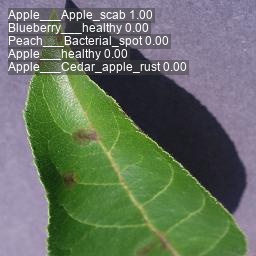 Apple___Apple_scab 1.00
Blueberry___healthy 0.00
Peach___Bacterial_spot 0.00
Apple___healthy 0.00
Apple___Cedar_apple_rust 0.00